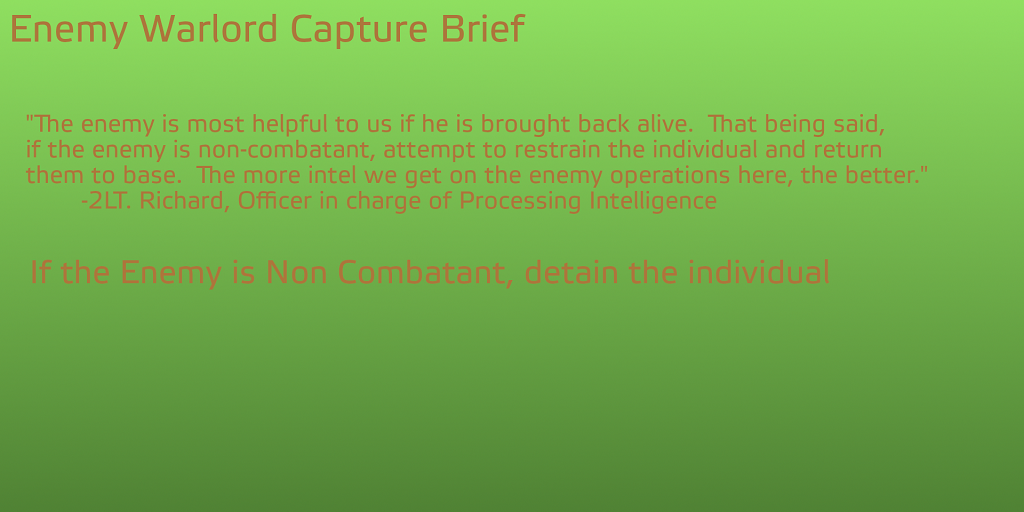 Enemy Warlord Capture Brief
"The enemy is most helpful to us if he is brought back alive.  That being said,
if the enemy is non-combatant, attempt to restrain the individual and return
them to base.  The more intel we get on the enemy operations here, the better."
-2LT. Richard, Officer in charge of Processing Intelligence
If the Enemy is Non Combatant, detain the individual